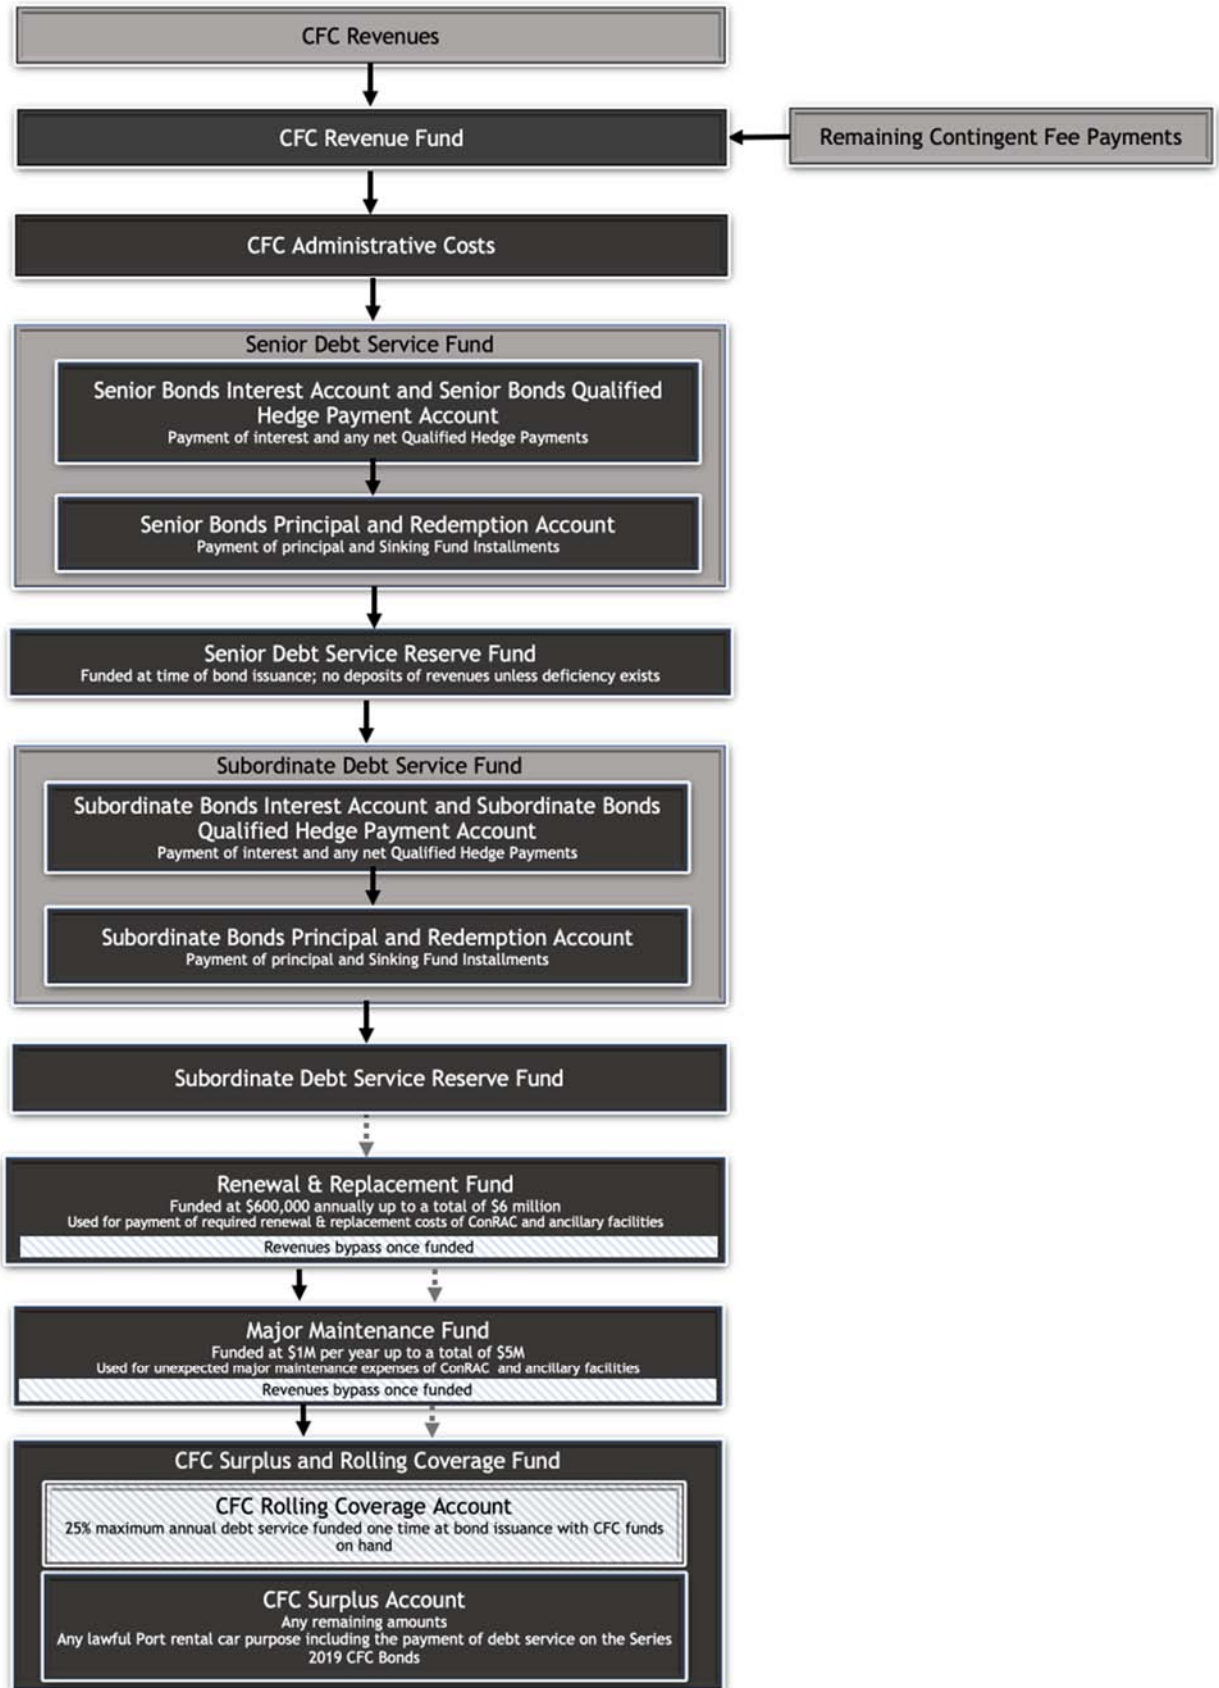 CFC Revenues
CFC Revenue Fund
Remaining Contingent Fee Payments
CFC Administrative Costs
Senior Debt Service Fund
Senior Bonds Interest Account and Senior Bonds Qualified
Hedge Payment Account
Payment of interest and any net Qualified Hedge Payments
Senior Bonds Principal and Redemption Account
Payment of principal and Sinking Fund Installments
Senior Debt Service Reserve Fund
Funded at time of bond issuance; no deposits of revenues unless deficiency exists
Subordinate Debt Service Fund
Subordinate Bonds Interest Account and Subordinate Bonds
Qualified Hedge Payment Account
Payment of interest and any net Qualified Hedge Payments
Subordinate Bonds Principal and Redemption Account
Payment of principal and Sinking Fund Installments
Subordinate Debt Service Reserve Fund
Renewal & Replacement Fund
Funded at $600,000 annually up to a total of $6 million
Used for payment of required renewal & replacement costs of ConRAC and ancillary facilities
Revenues bypass once funded
Major Maintenance Fund
Funded at $1M per year up to a total of $5M
Used for unexpected major maintenance expenses of ConRAC and ancillary facilities
Revenues bypass once funded
CFC Surplus and Rolling Coverage Fund
CFC Rolling Coverage Account
25% maximum annual debt service funded one time at bond issuance with CFC funds
on hand
CFC Surplus Account
Any remaining amounts
Any lawful Port rental car purpose including the payment of debt service on the Series
2019 CFC Bonds